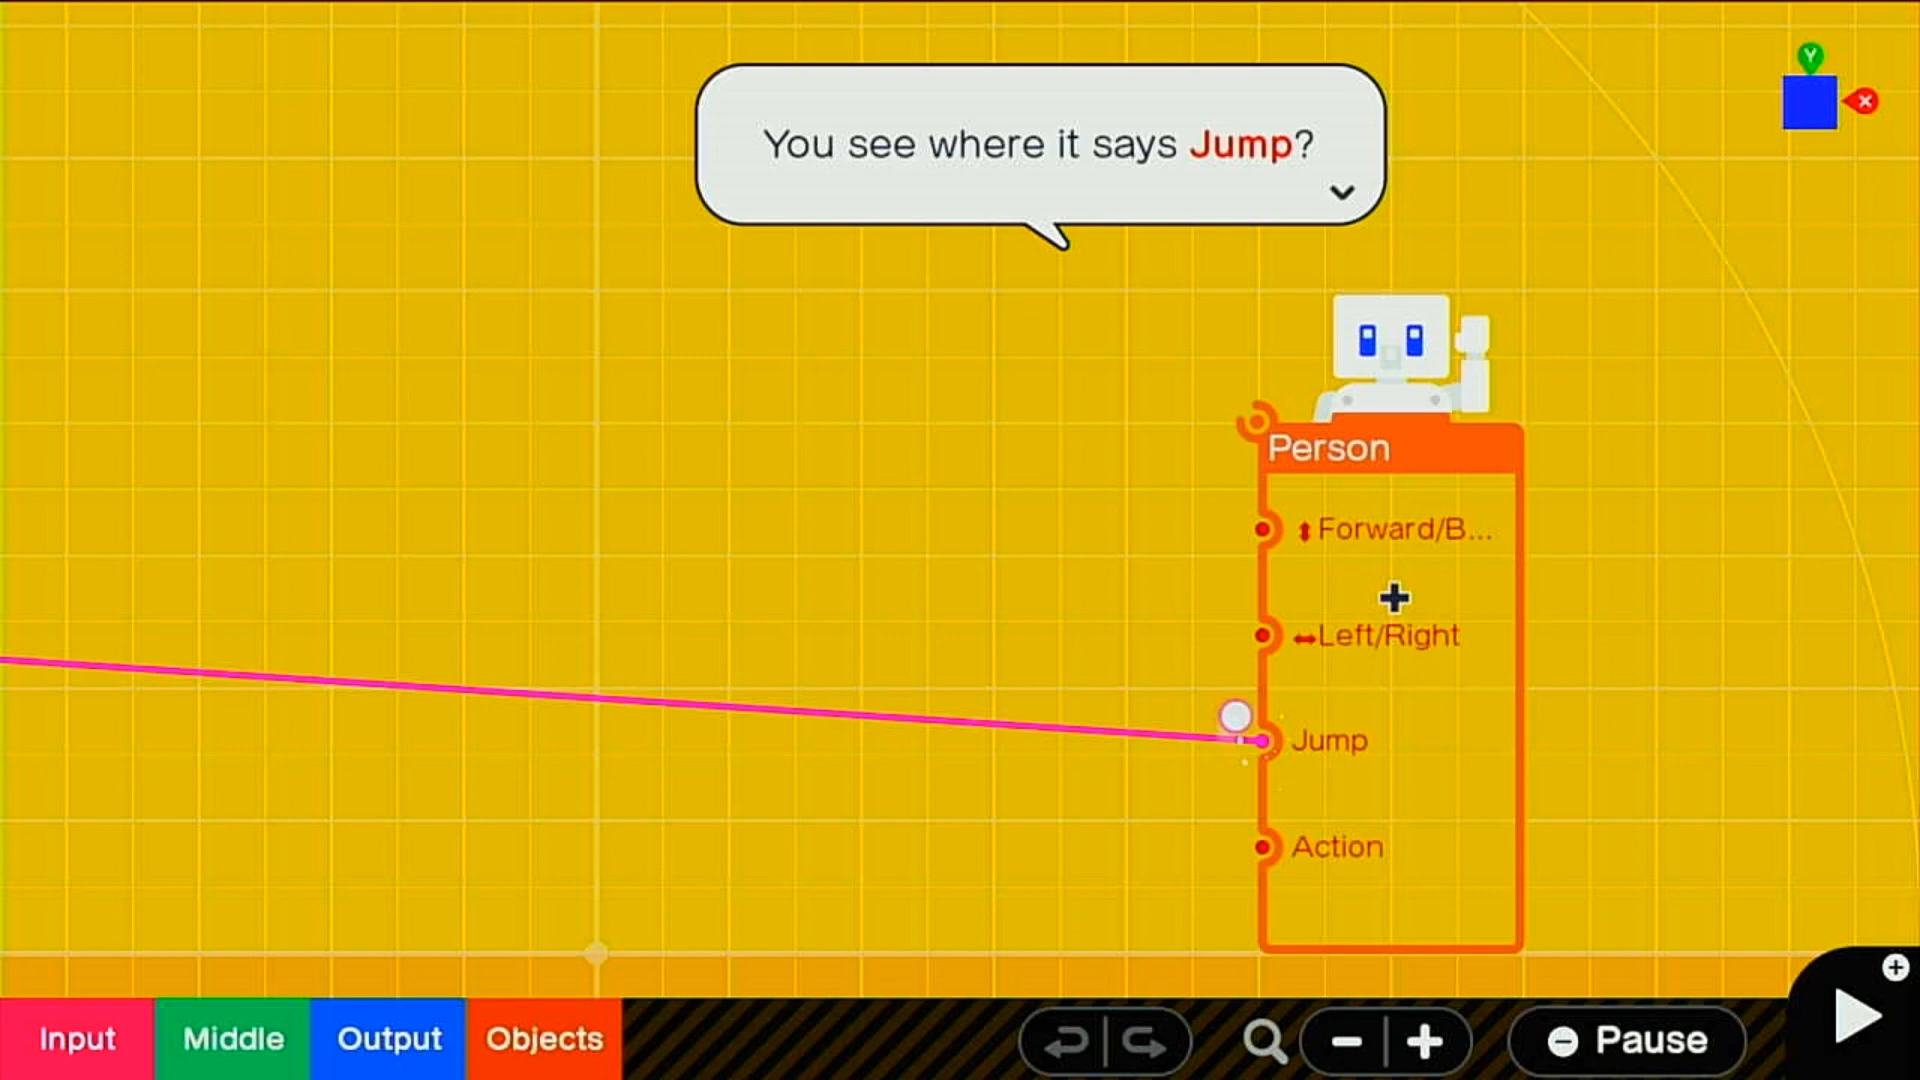 Y
X
You see where it says Jump?
Person
Forward/B...
Left/Right
Jump
Action
Input
Middle
Output
Objects
Pause